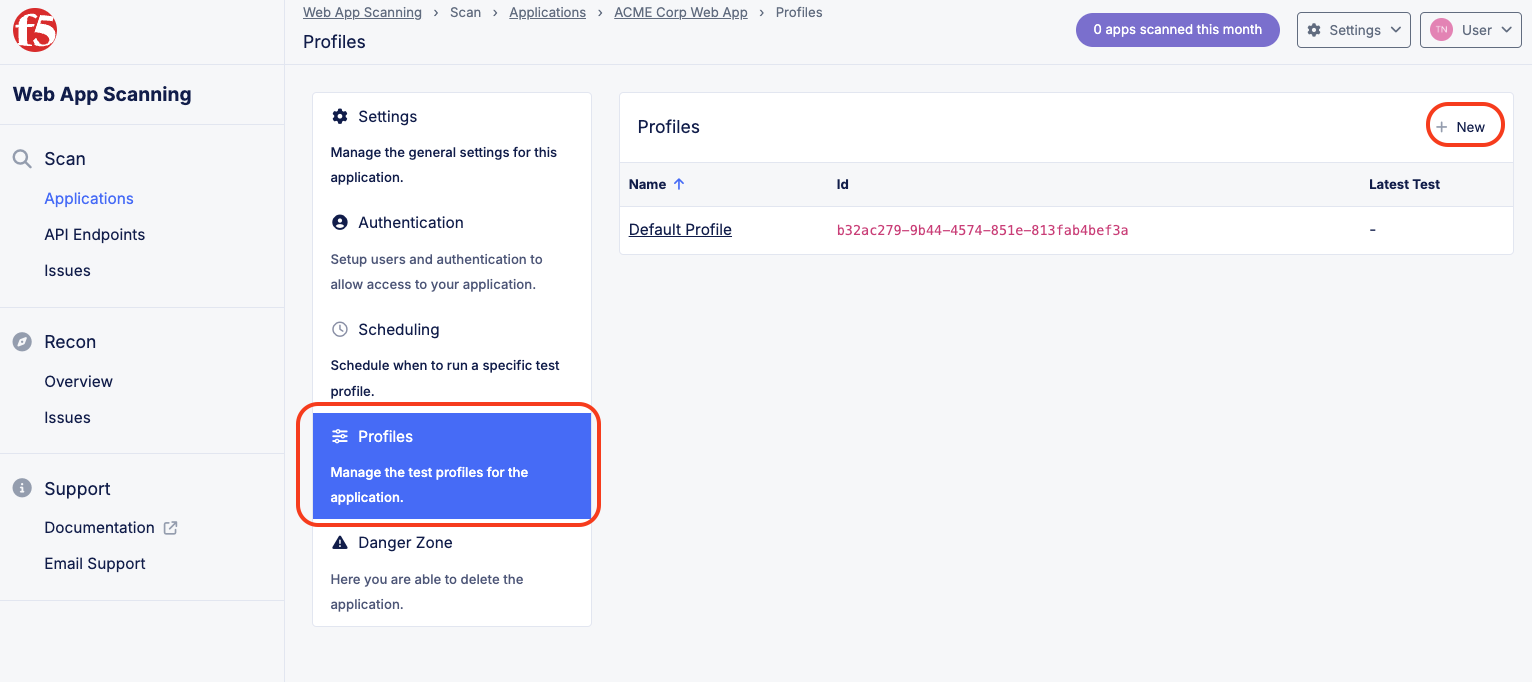 f5
Web App Scanning › Scan › Applications › ACME Corp Web App › Profiles
Profiles
0 apps scanned this month
Settings
TN User
Web App Scanning
Scan
Applications
API Endpoints
Issues
Recon
Overview
Issues
Support
Documentation
Email Support
Settings
Manage the general settings for this
application.
Authentication
Setup users and authentication to
allow access to your application.
Scheduling
Schedule when to run a specific test
profile.
Profiles
Manage the test profiles for the
application.
Danger Zone
Here you are able to delete the
application.
Profiles
+ New
Name ↑ Id Latest Test
Default Profile b32ac279-9b44-4574-851e-813fab4bef3a -